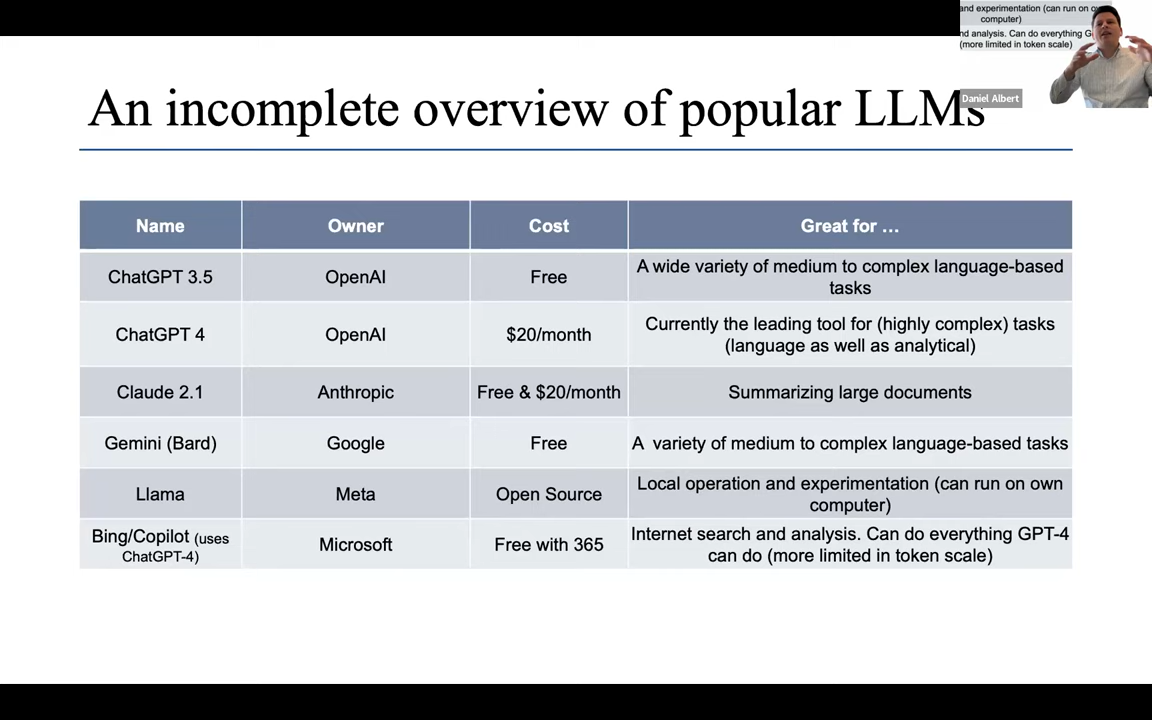 and experimentation (can run on
computer)
nd analysis. Can do everything G
(more limited in token scale)
Daniel Albert
An incomplete overview of popular LLMs
Name Owner Cost Great for …
ChatGPT 3.5 OpenAI Free A wide variety of medium to complex language-based
tasks
ChatGPT 4 OpenAI $20/month Currently the leading tool for (highly complex) tasks
(language as well as analytical)
Claude 2.1 Anthropic Free & $20/month Summarizing large documents
Gemini (Bard) Google Free A variety of medium to complex language-based tasks
Llama Meta Open Source Local operation and experimentation (can run on own
computer)
Bing/Copilot (uses
ChatGPT-4) Microsoft Free with 365 Internet search and analysis. Can do everything GPT-4
can do (more limited in token scale)